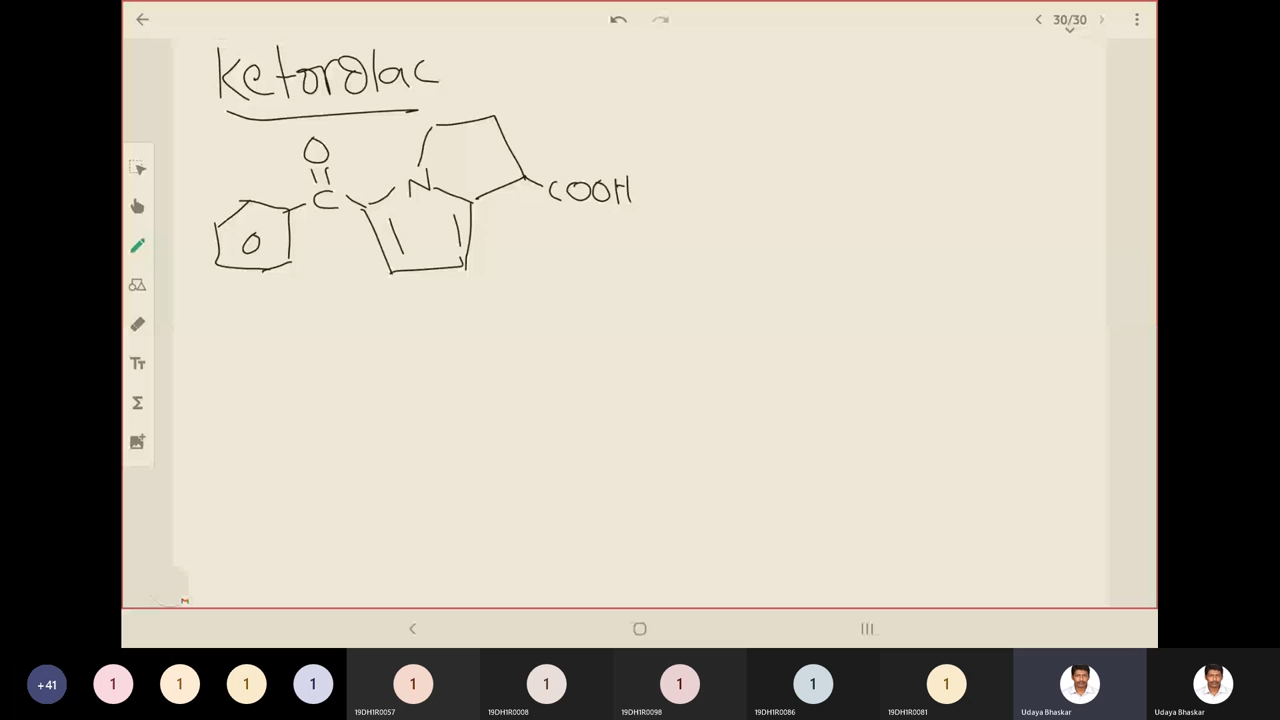 30/30
Ketorolac
O
C
N
COOH
Tт
Σ
+41
1
1
1
1
1
1
1
1
1
19DH1R0057
19DH1R0008
19DH1R0098
19DH1R0086
19DH1R0081
Udaya Bhaskar
Udaya Bhaskar